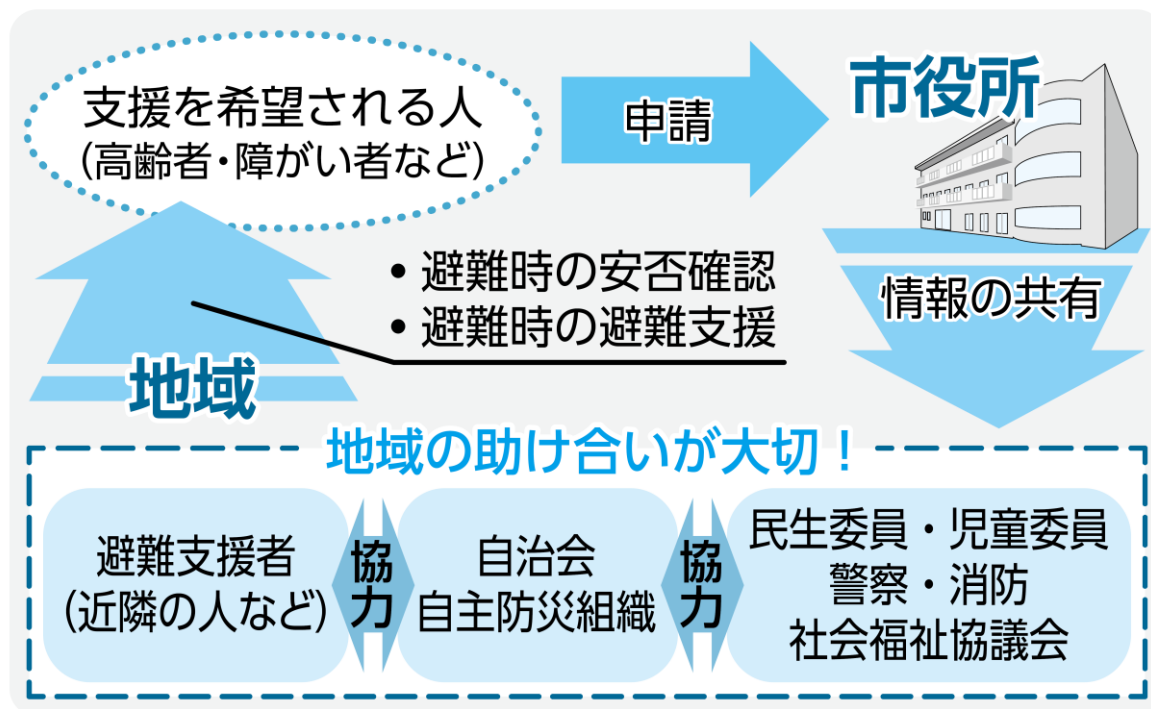 支援を希望される人
(高齢者・障がい者など)
申請
市役所
情報の共有
・避難時の安否確認
・避難時の避難支援
地域
地域の助け合いが大切！
避難支援者
(近隣の人など)
協力
自治会
自主防災組織
協力
民生委員・児童委員
警察・消防
社会福祉協議会